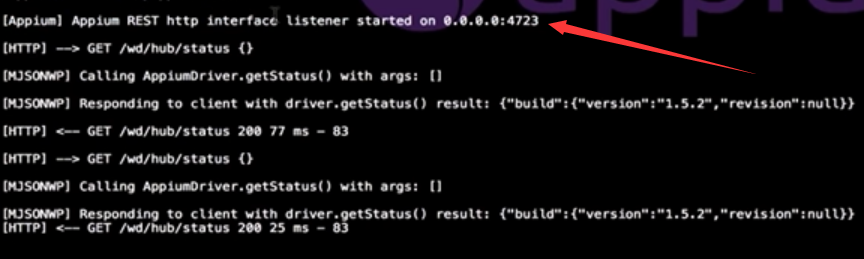 [Appium] Appium REST http interface listener started on 0.0.0.0:4723
[HTTP] --> GET /wd/hub/status {}
[MJSONWP] Calling AppiumDriver.getStatus() with args: []
[MJSONWP] Responding to client with driver.getStatus() result: {"build":{"version":"1.5.2","revision":null}}
[HTTP] <-- GET /wd/hub/status 200 77 ms - 83
[HTTP] --> GET /wd/hub/status {}
[MJSONWP] Calling AppiumDriver.getStatus() with args: []
[MJSONWP] Responding to client with driver.getStatus() result: {"build":{"version":"1.5.2","revision":null}}
[HTTP] <-- GET /wd/hub/status 200 25 ms - 83